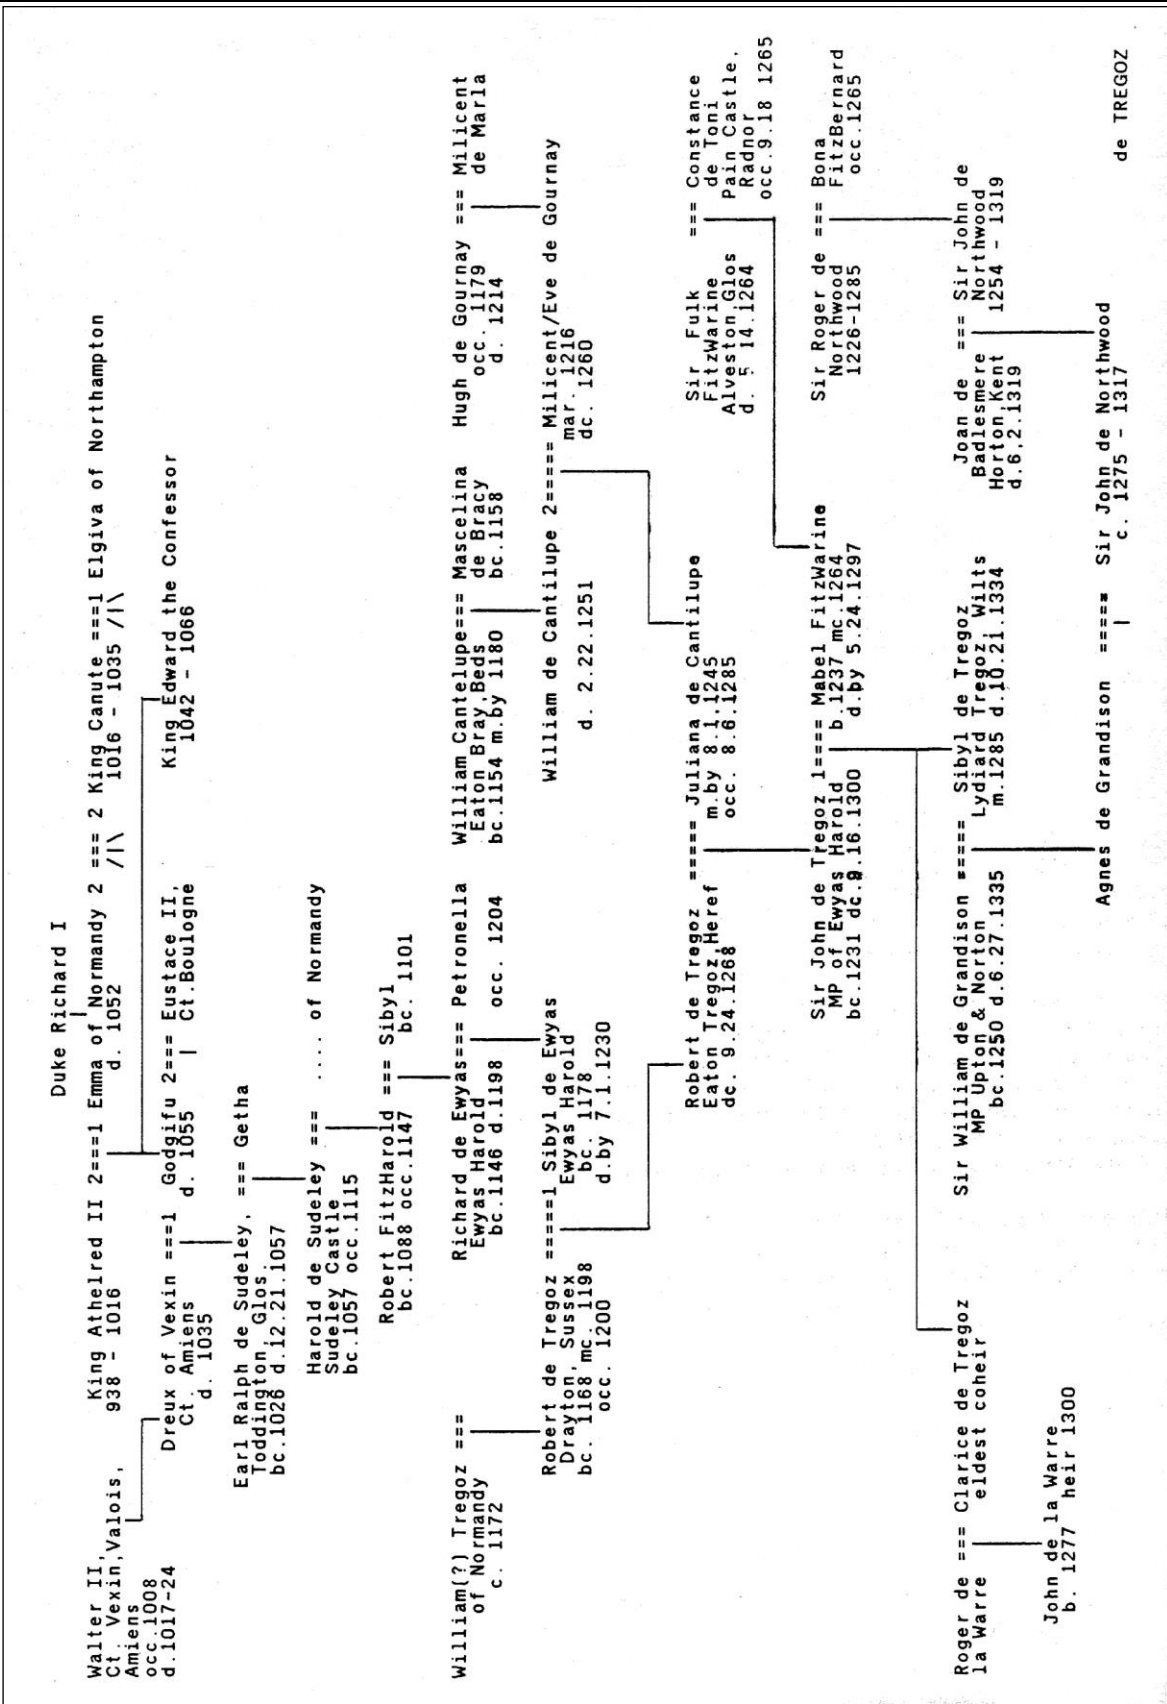 Duke Richard I
Walter II,
Ct. Vexin,Valois,
Amiens
occ.1008
d.1017-24
King Athelred II 2===1 Emma of Normandy 2 === 2 King Canute ===1 Elgiva of Northampton
938 - 1016 d. 1052 /|\ 1016 - 1035 /|\
Dreux of Vexin ===1 Godgifu 2=== Eustace II,
Ct. Amiens d. 1055 | Ct.Boulogne
d. 1035
King Edward the Confessor
1042 - 1066
Earl Ralph de Sudeley, === Getha
Toddington, Glos.
bc.1026 d.12.21.1057
Harold de Sudeley === .... of Normandy
Sudeley Castle
bc.1057 occ.1115
Robert FitzHarold === Sibyl
bc.1088 occ.1147 bc. 1101
William(?) Tregoz ===
of Normandy
c. 1172
Richard de Ewyas=== Petronella
Ewyas Harold
bc.1146 d.1198 occ. 1204
William Cantelupe=== Mascelina
Eaton Bray,Beds de Bracy
bc.1154 m.by 1180 bc.1158
Hugh de Gournay === Milicent
occ. 1179 de Marla
d. 1214
Robert de Tregoz =====1 Sibyl de Ewyas
Drayton, Sussex Ewyas Harold
bc. 1168 mc. 1198 bc. 1178
occ. 1200 d.by 7.1.1230
William de Cantilupe 2===== Milicent/Eve de Gournay
mar. 1216
d. 2.22.1251 dc. 1260
Robert de Tregoz ===== Juliana de Cantilupe
Eaton Tregoz,Heref m.by 8.1.1245
dc. 9.24.1268 occ. 8.6.1285
Sir Fulk === Constance
FitzWarine de Toni
Alveston,Glos Pain Castle,
d. 5 14.1264 Radnor
occ.9.18 1265
Sir John de Tregoz 1==== Mabel FitzWarine
MP of Ewyas Harold b.1237 mc.1264
bc.1231 dc.9.16.1300 d.by 5.24.1297
Sir Roger de === Bona
Northwood FitzBernard
1226-1285 occ.1265
Roger de === Clarice de Tregoz
la Warre eldest coheir
Sir William de Grandison ===== Sibyl de Tregoz
MP Upton & Norton Lydiard Tregoz, Wilts
bc.1250 d.6.27.1335 m.1285 d.10.21.1334
Joan de === Sir John de
Badlesmere Northwood
Horton,Kent 1254 - 1319
d.6.2.1319
John de la Warre
b. 1277 heir 1300
Agnes de Grandison ===== Sir John de Northwood
| c. 1275 - 1317
de TREGOZ